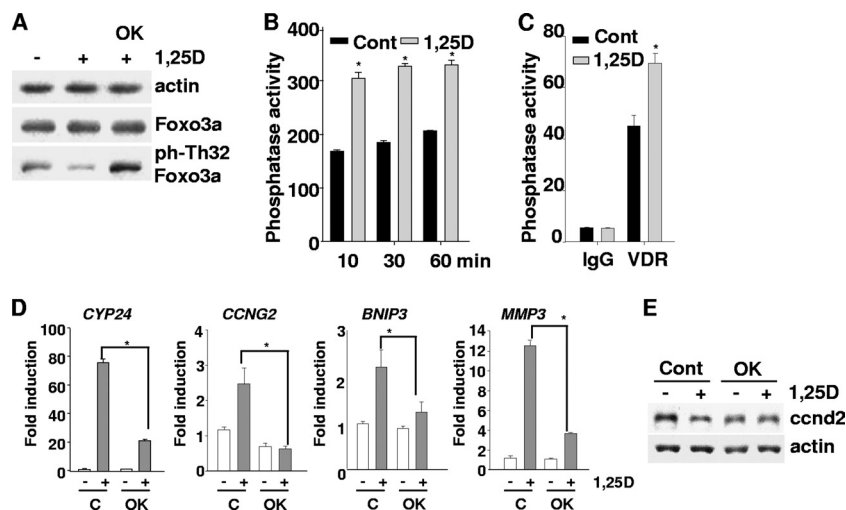 A
OK
- + + 1,25D
actin
Foxo3a
ph-Th32
Foxo3a
B
Phosphatase activity
400
300
200
300
0
Cont 1,25D
* * *
10 30 60 min
C
Phosphatase activity
80
60
40
20
0
Cont
1,25D
*
IgG VDR
D
CYP24
Fold induction
100
80
60
40
20
0
*
- + - +
C OK
CCNG2
Fold induction
4
3
2
1
0
*
- + - +
C OK
BNIP3
Fold induction
3
2
1
0
*
- + - +
C OK
MMP3
Fold induction
14
12
10
8
6
4
2
0
*
- + - + 1,25D
C OK
E
Cont OK
- + - + 1,25D
ccnd2
actin